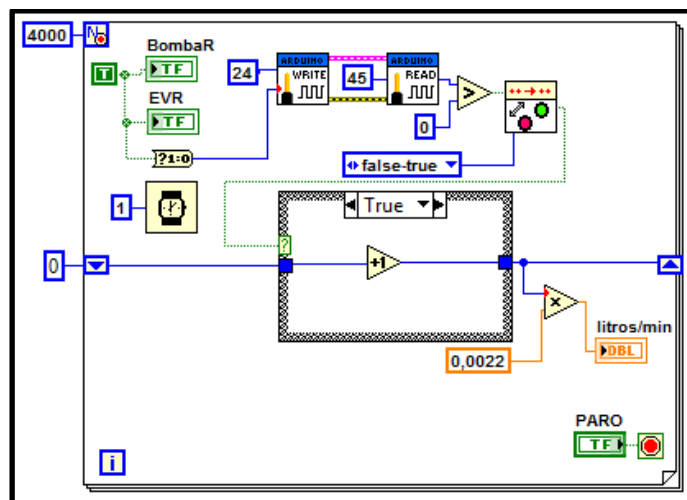 4000
BombaR
TF
T
EVR
TF
?1:0
24
ARDUINO
WRITE
45
ARDUINO
READ
>
0
false-true
1
True
?
0
+1
x
0,0022
litros/min
DBL
PARO
TF
i